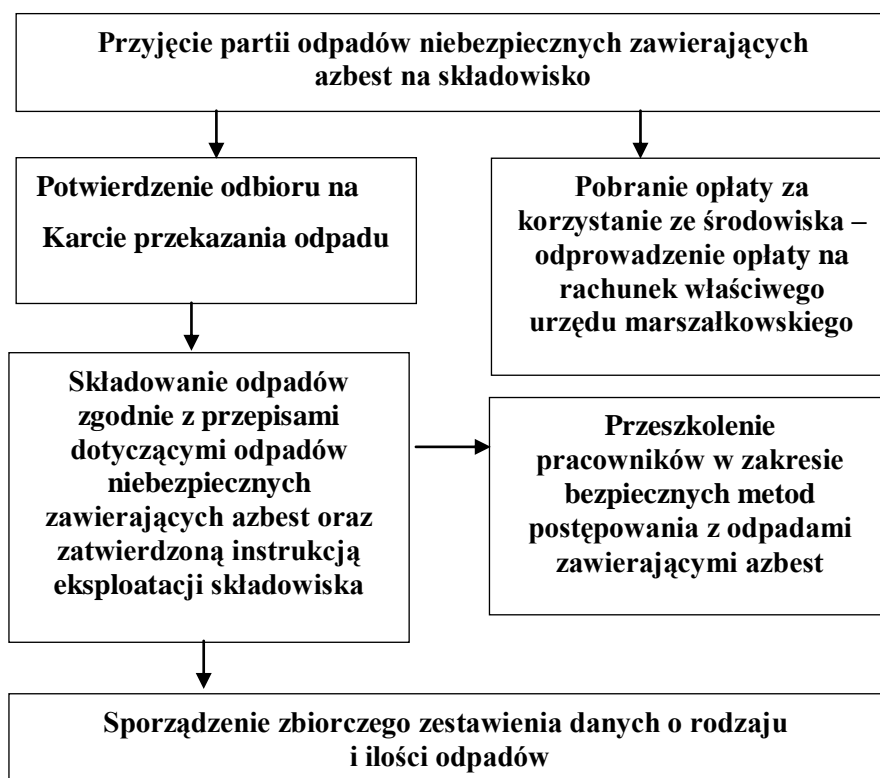 Przyjęcie partii odpadów niebezpiecznych zawierających
azbest na składowisko
Potwierdzenie odbioru na
Karcie przekazania odpadu
Pobranie opłaty za
korzystanie ze środowiska –
odprowadzenie opłaty na
rachunek właściwego
urzędu marszałkowskiego
Składowanie odpadów
zgodnie z przepisami
dotyczącymi odpadów
niebezpiecznych
zawierających azbest oraz
zatwierdzoną instrukcją
eksploatacji składowiska
Przeszkolenie
pracowników w zakresie
bezpiecznych metod
postępowania z odpadami
zawierającymi azbest
Sporządzenie zbiorczego zestawienia danych o rodzaju
i ilości odpadów